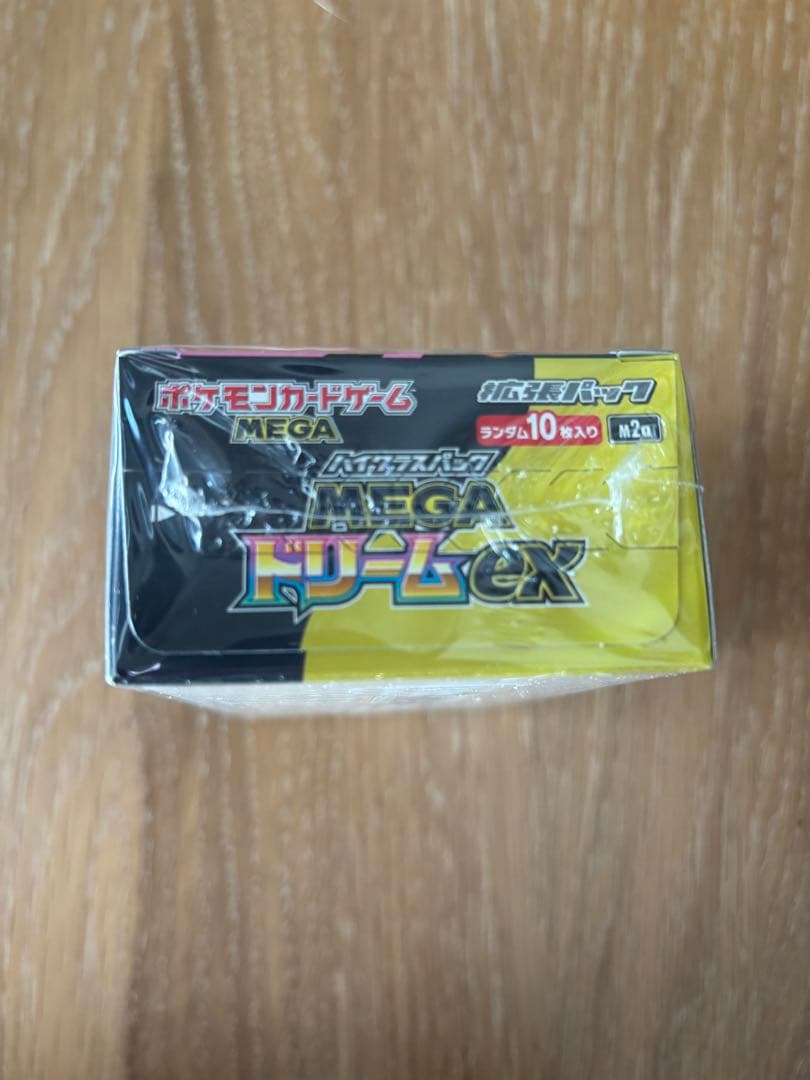 ポケモンカードゲーム
MEGA
拡張パック
ランダム10枚入り
M2a
ハイクラスパック
MEGA
ドリームex